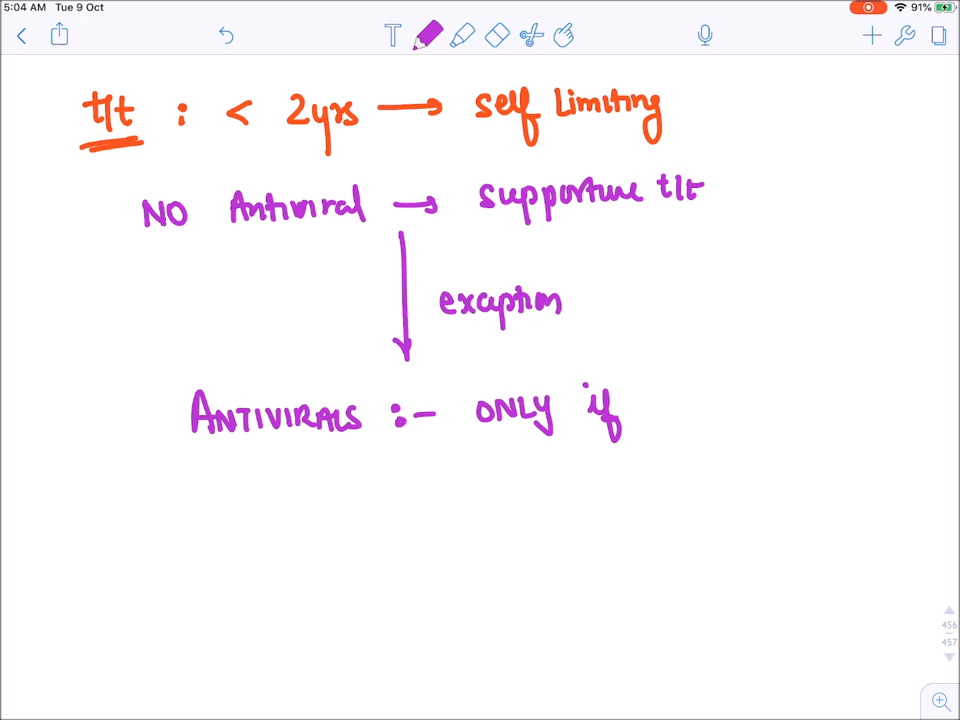 5:04 AM Tue 9 Oct 91%
T
t/t : < 2yrs → self limiting
NO Antiviral → supportive t/t
exception
ANTIVIRALS :- ONLY if
456
457